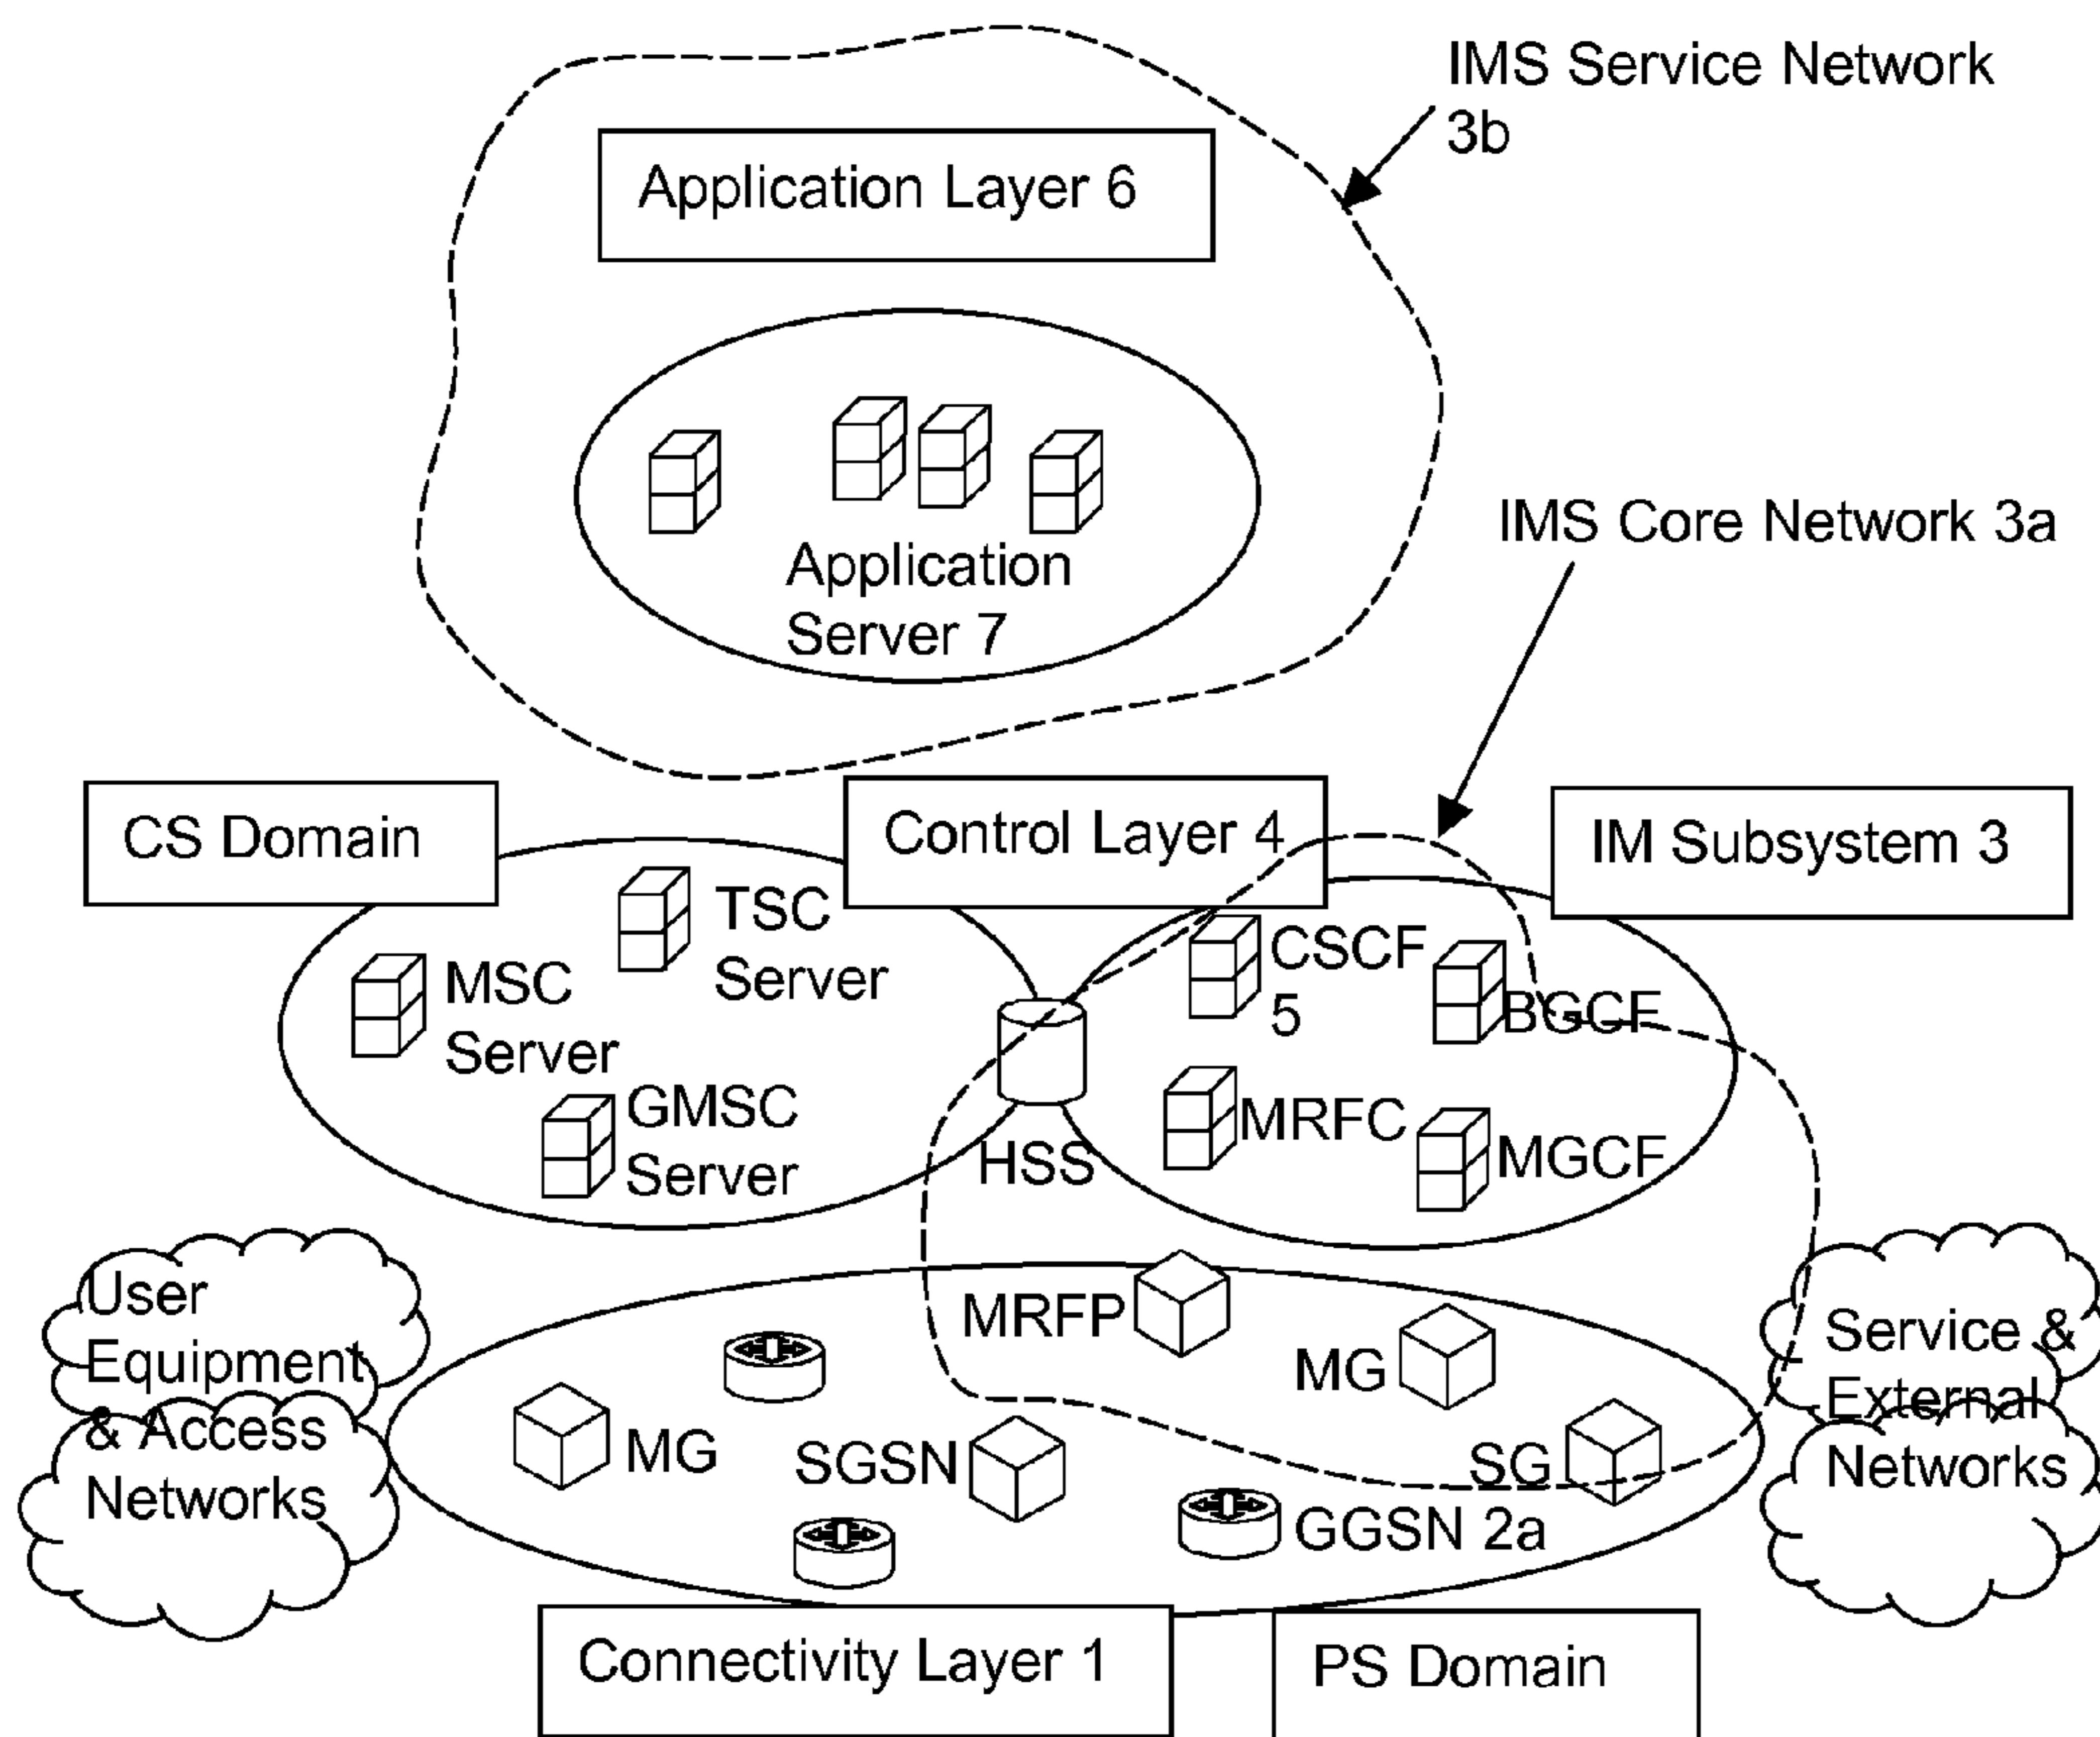 IMS Service Network
3b
Application Layer 6
IMS Core Network 3a
Application
Server 7
CS Domain
Control Layer 4
IM Subsystem 3
TSC
Server
CSCF
5
MSC
Server
BGCF
GMSC
Server
MRFC
HSS
MGCF
User
Equipment
& Access
Networks
MRFP
MG
Service &
External
Networks
MG
SGSN
SG
GGSN 2a
Connectivity Layer 1
PS Domain